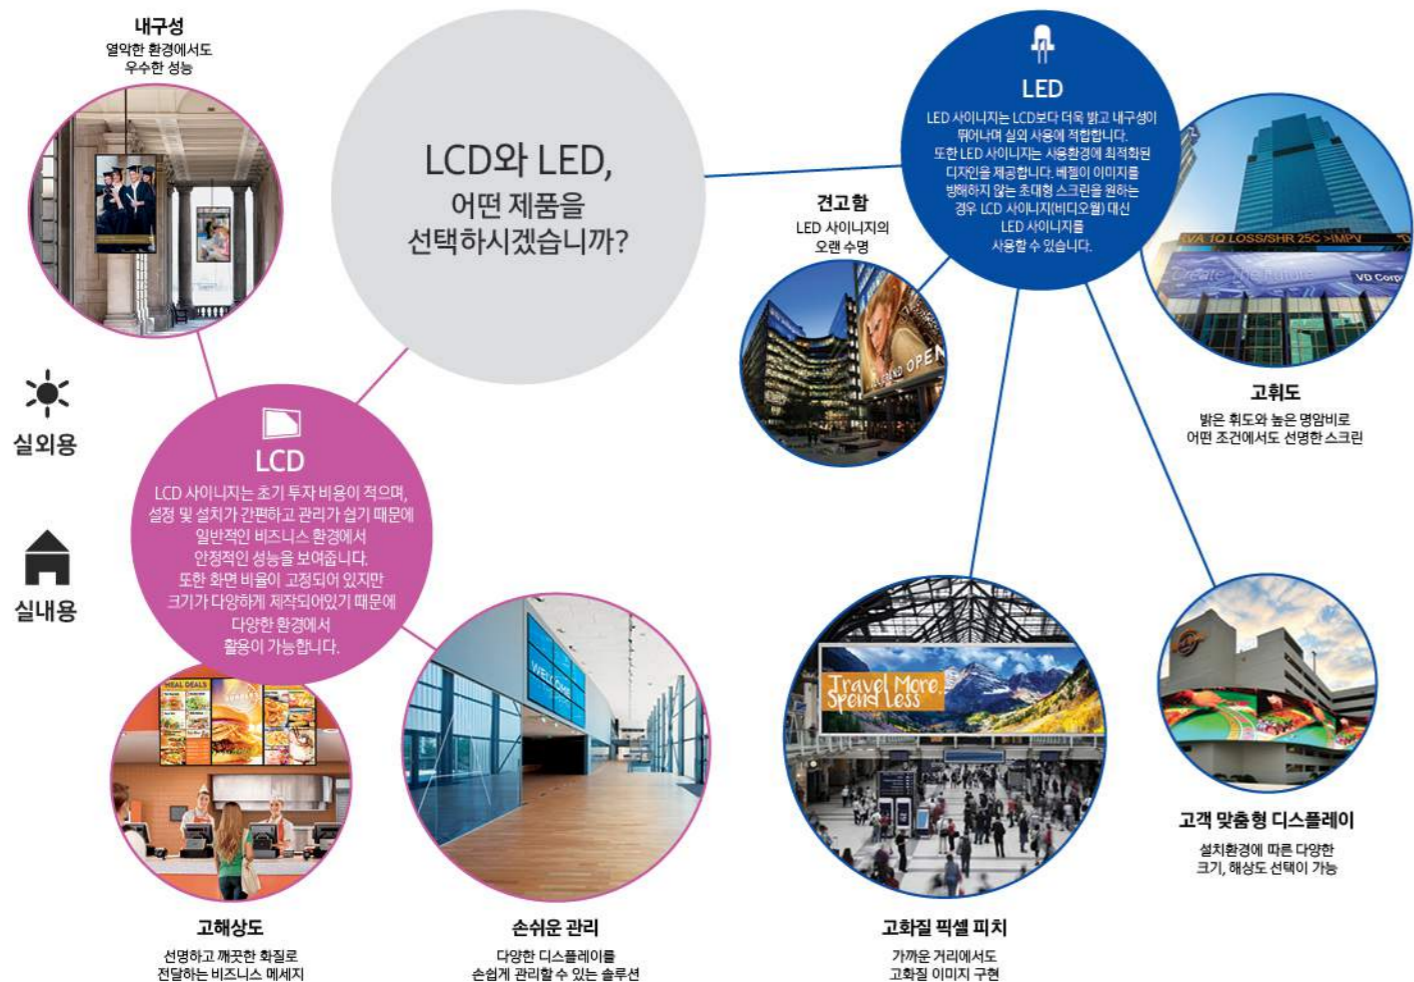 내구성
열악한 환경에서도
우수한 성능
LCD와 LED,
어떤 제품을
선택하시겠습니까?
LED
LED 사이니지는 LCD보다 더욱 밝고 내구성이
뛰어나며 실외 사용에 적합합니다.
또한 LED 사이니지는 사용환경에 최적화된
디자인을 제공합니다. 베젤이 이미지를
방해하지 않는 초대형 스크린을 원하는
경우 LCD 사이니지(비디오월) 대신
LED 사이니지를
사용할 수 있습니다.
견고함
LED 사이니지의
오랜 수명
OPEN
VA 1Q LOSS/SHR 25C >IMPV
Create The Future
VD Corp
고휘도
밝은 휘도와 높은 명암비로
어떤 조건에서도 선명한 스크린
실외용
실내용
LCD
LCD 사이니지는 초기 투자 비용이 적으며,
설정 및 설치가 간편하고 관리가 쉽기 때문에
일반적인 비즈니스 환경에서
안정적인 성능을 보여줍니다.
또한 화면 비율이 고정되어 있지만
크기가 다양하게 제작되어있기 때문에
다양한 환경에서
활용이 가능합니다.
MEAL DEALS
BURGERS
WELCOME
Travel More..
Spend Less
고해상도
선명하고 깨끗한 화질로
전달하는 비즈니스 메세지
손쉬운 관리
다양한 디스플레이를
손쉽게 관리할 수 있는 솔루션
고화질 픽셀 피치
가까운 거리에서도
고화질 이미지 구현
고객 맞춤형 디스플레이
설치환경에 따른 다양한
크기, 해상도 선택이 가능